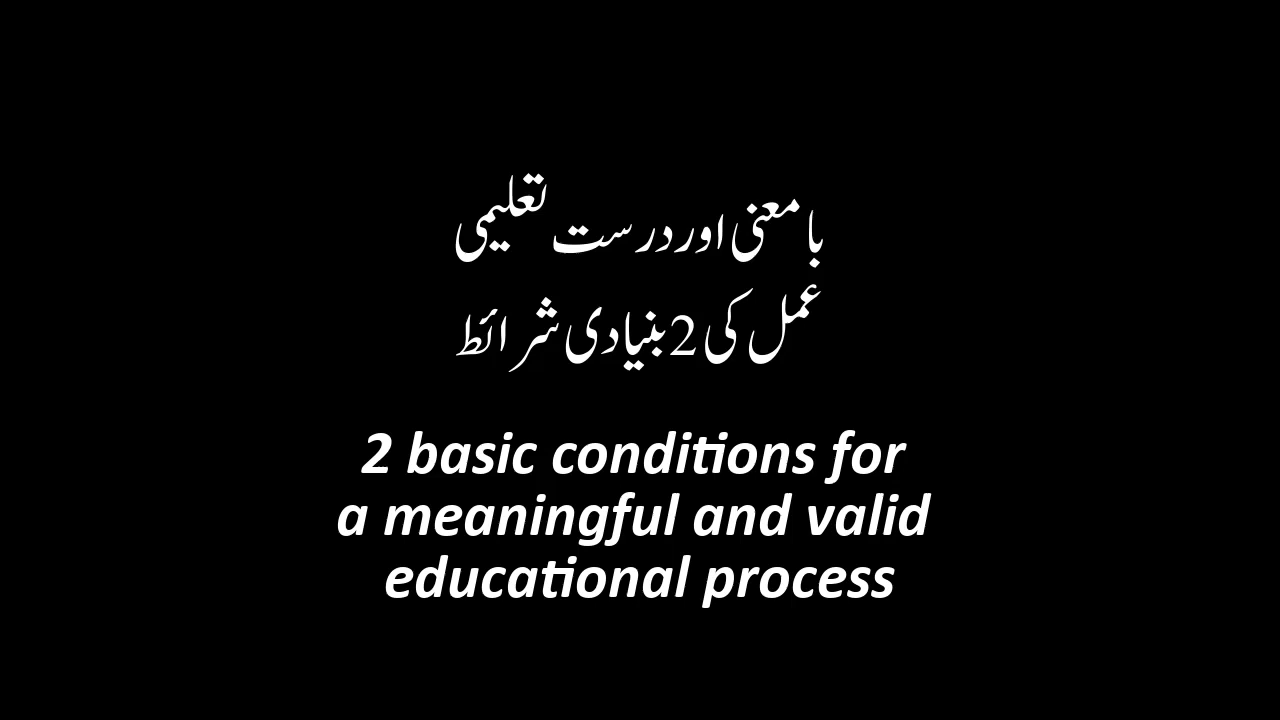 بامعنی اور درست تعلیمی
عمل کی 2 بنیادی شرائط
2 basic conditions for
a meaningful and valid
educational process